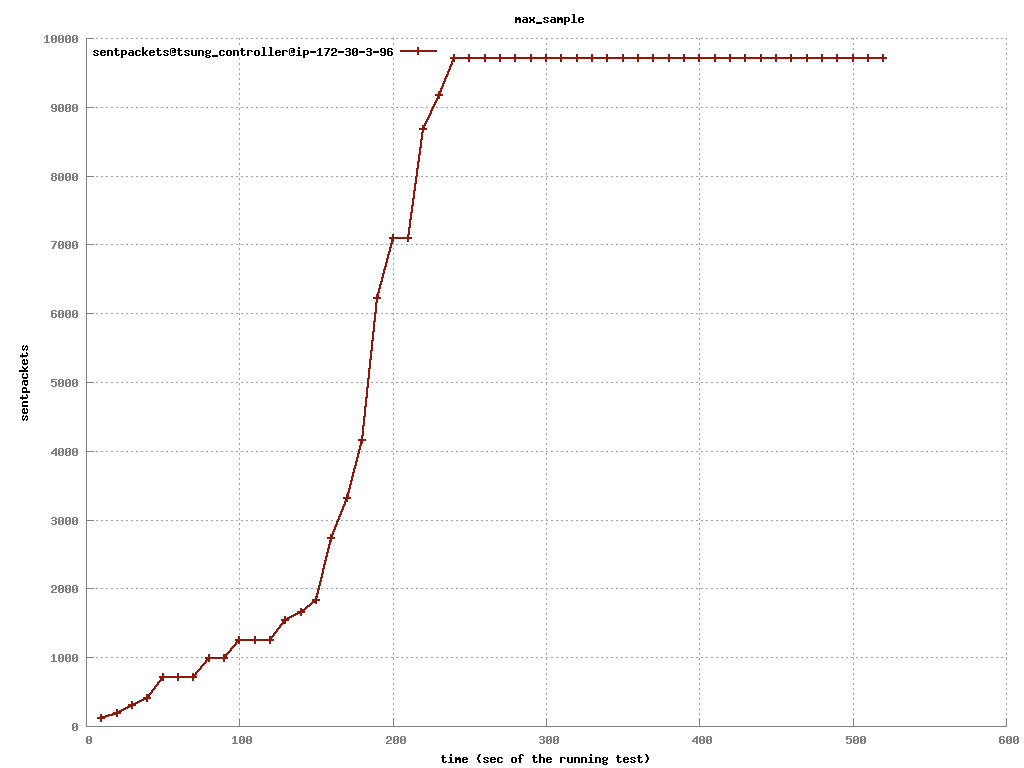 max_sample
sentpackets@tsung_controller@ip-172-30-3-96
10000
9000
8000
7000
6000
5000
4000
3000
2000
1000
0
sentpackets
0 100 200 300 400 500 600
time (sec of the running test)